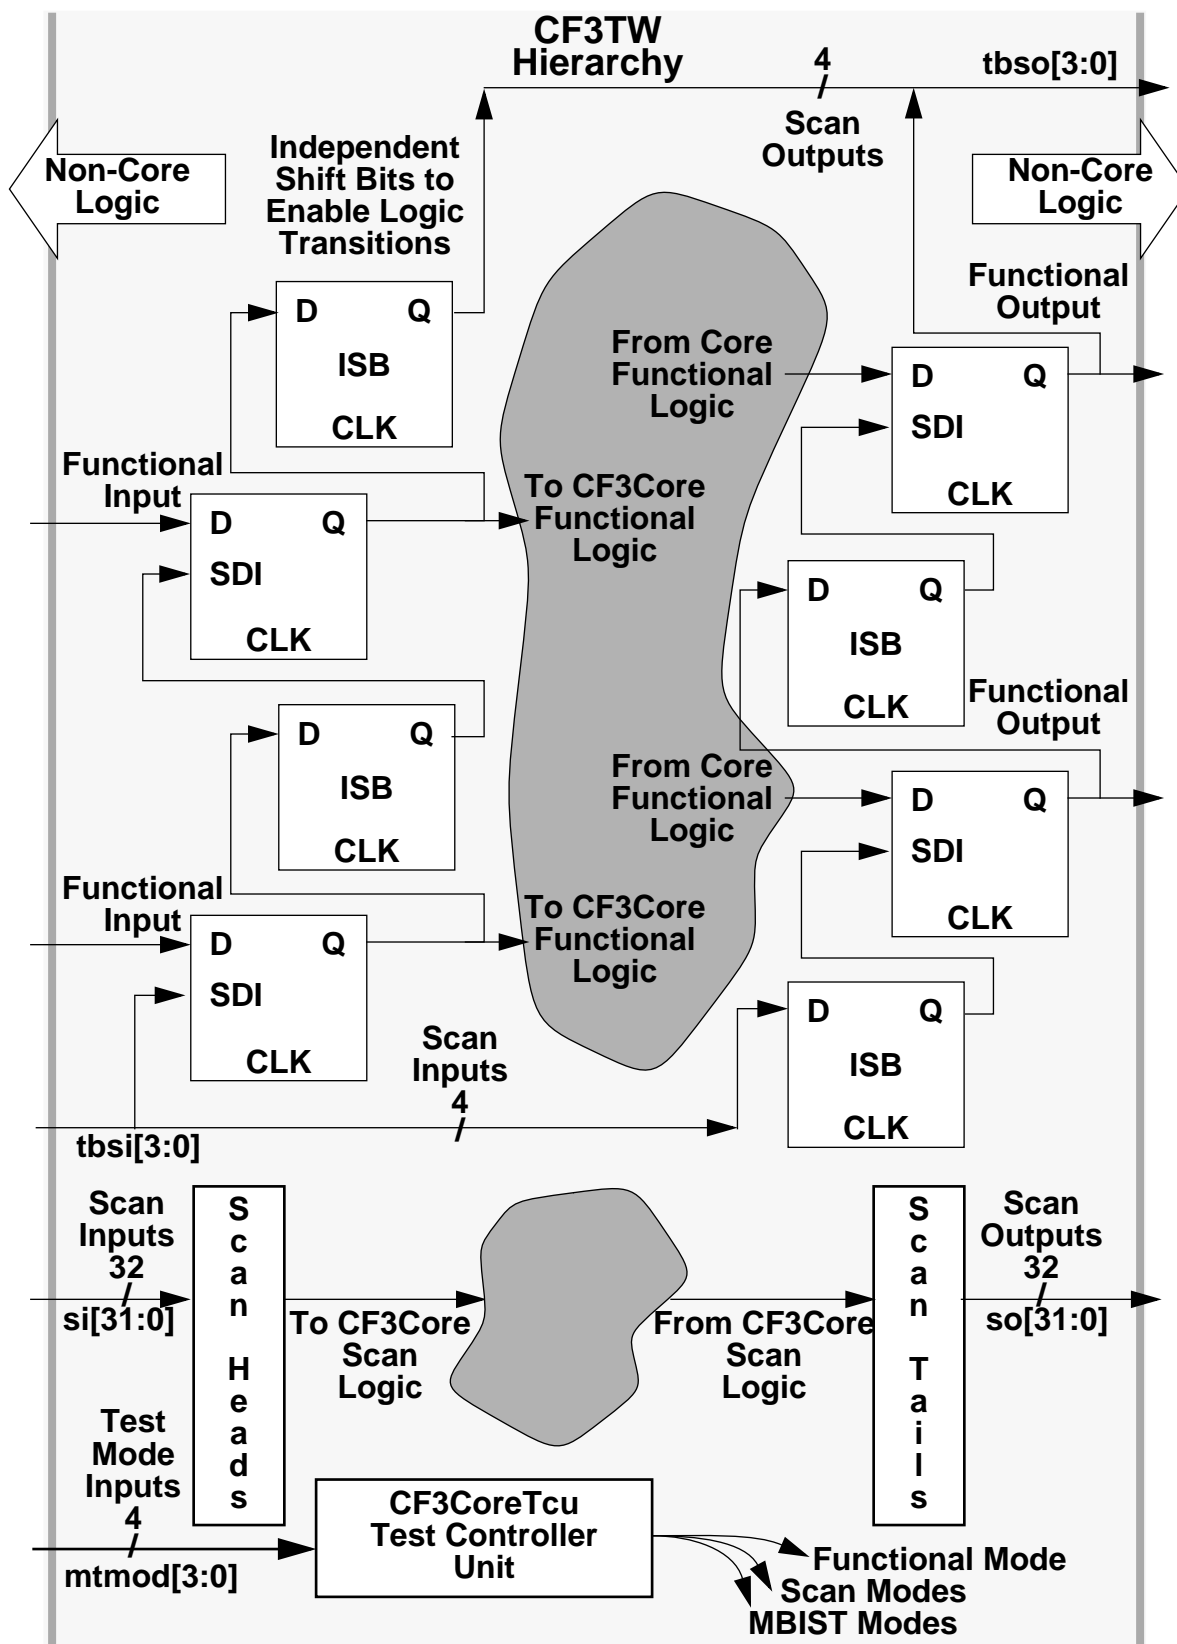 CF3TW
Hierarchy
4
tbso[3:0]
Scan
Outputs
Non-Core
Logic
Independent
Shift Bits to
Enable Logic
Transitions
Non-Core
Logic
Functional
Output
D Q
ISB
CLK
From Core
Functional
Logic
D Q
SDI
CLK
Functional
Input
D Q
SDI
CLK
To CF3Core
Functional
Logic
D Q
ISB
CLK
Functional
Output
D Q
ISB
CLK
From Core
Functional
Logic
D Q
SDI
CLK
Functional
Input
D Q
SDI
CLK
To CF3Core
Functional
Logic
D Q
ISB
CLK
Scan
Inputs
4
tbsi[3:0]
Scan
Inputs
32
si[31:0]
Scan Heads
To CF3Core
Scan
Logic
From CF3Core
Scan
Logic
Scan Tails
Scan
Outputs
32
so[31:0]
Test
Mode
Inputs
4
mtmod[3:0]
CF3CoreTcu
Test Controller
Unit
Functional Mode
Scan Modes
MBIST Modes